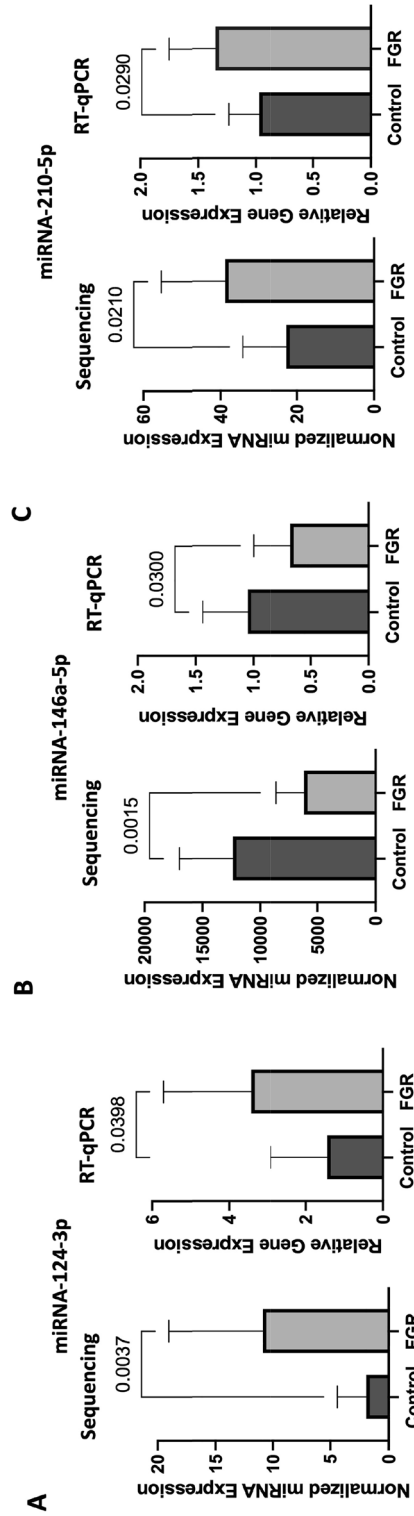 A
miRNA-124-3p
Sequencing
0.0037
Normalized miRNA Expression
20
15
10
5
0
Control
FGR
RT-qPCR
0.0398
Relative Gene Expression
6
4
2
0
Control
FGR
B
miRNA-146a-5p
Sequencing
0.0015
Normalized miRNA Expression
20000
15000
10000
5000
0
Control
FGR
RT-qPCR
0.0300
Relative Gene Expression
2.0
1.5
1.0
0.5
0.0
Control
FGR
C
miRNA-210-5p
Sequencing
0.0210
Normalized miRNA Expression
60
40
20
0
Control
FGR
RT-qPCR
0.0290
Relative Gene Expression
2.0
1.5
1.0
0.5
0.0
Control
FGR